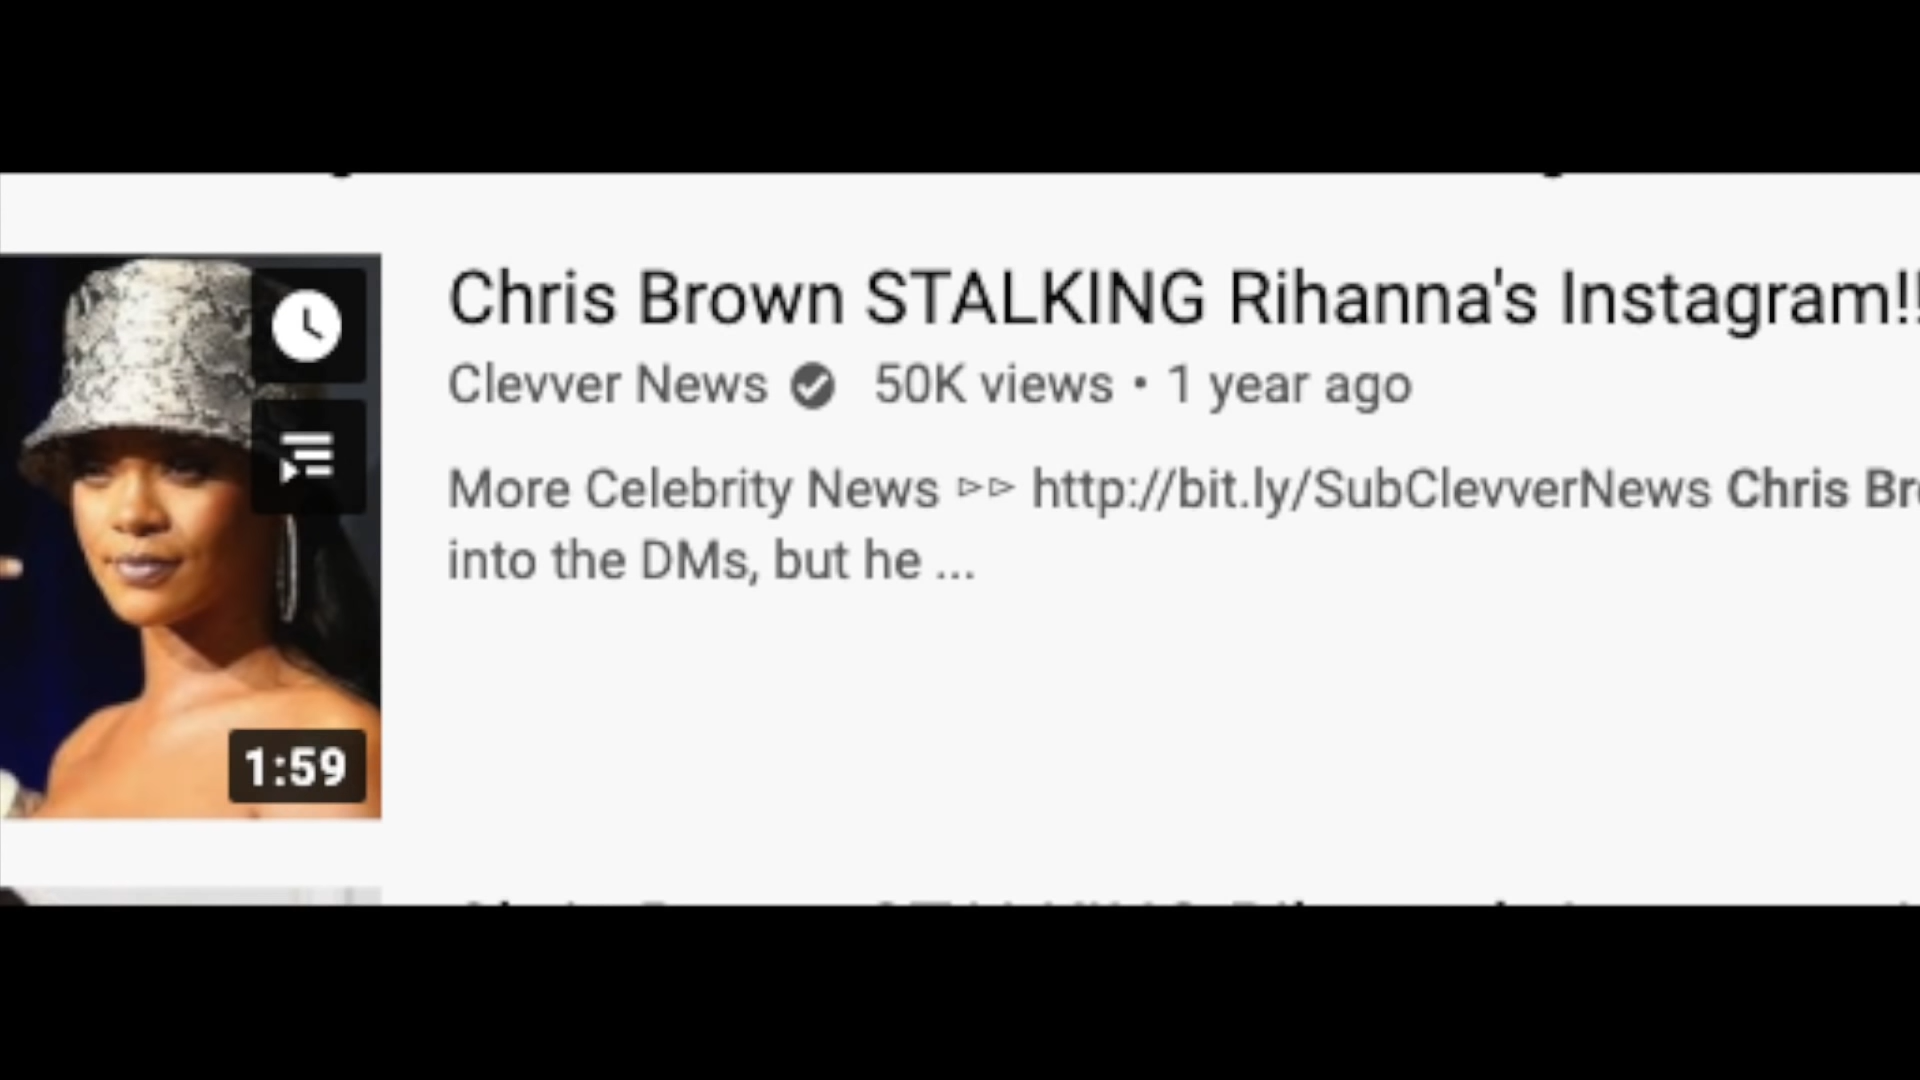 Chris Brown STALKING Rihanna's Instagram!!
Clevver News 50K views • 1 year ago
More Celebrity News ▻▻ http://bit.ly/SubClevverNews Chris
into the DMs, but he ...
1:59